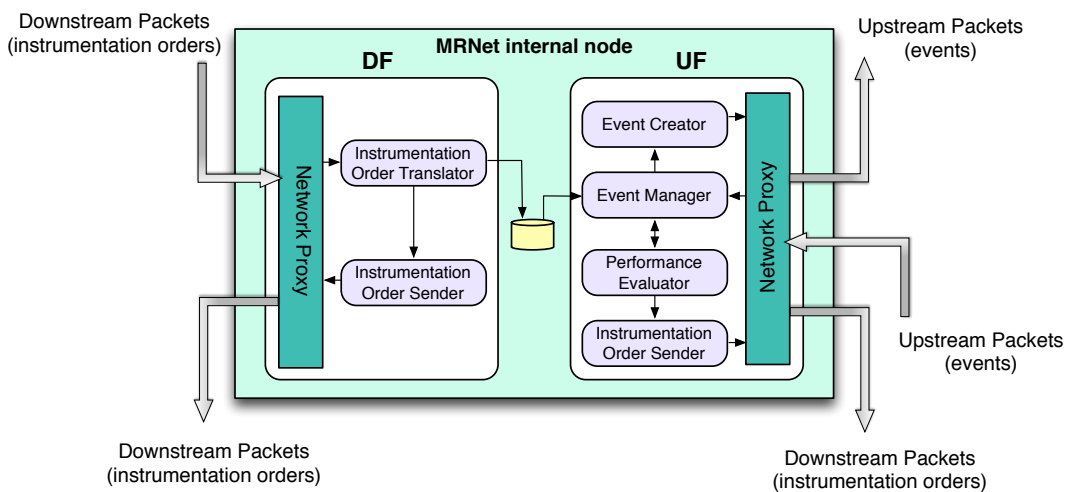 Downstream Packets
(instrumentation orders)
MRNet internal node
Upstream Packets
(events)
DF
UF
Network Proxy
Instrumentation
Order Translator
Instrumentation
Order Sender
Event Creator
Event Manager
Performance
Evaluator
Instrumentation
Order Sender
Network Proxy
Upstream Packets
(events)
Downstream Packets
(instrumentation orders)
Downstream Packets
(instrumentation orders)